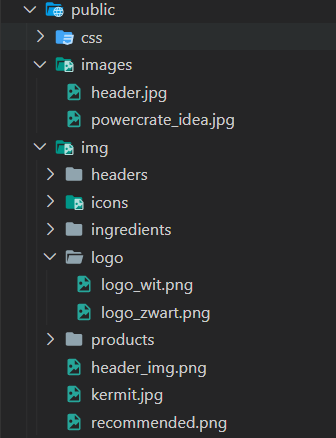 public
css
images
header.jpg
powercrate_idea.jpg
img
headers
icons
ingredients
logo
logo_wit.png
logo_zwart.png
products
header_img.png
kermit.jpg
recommended.png